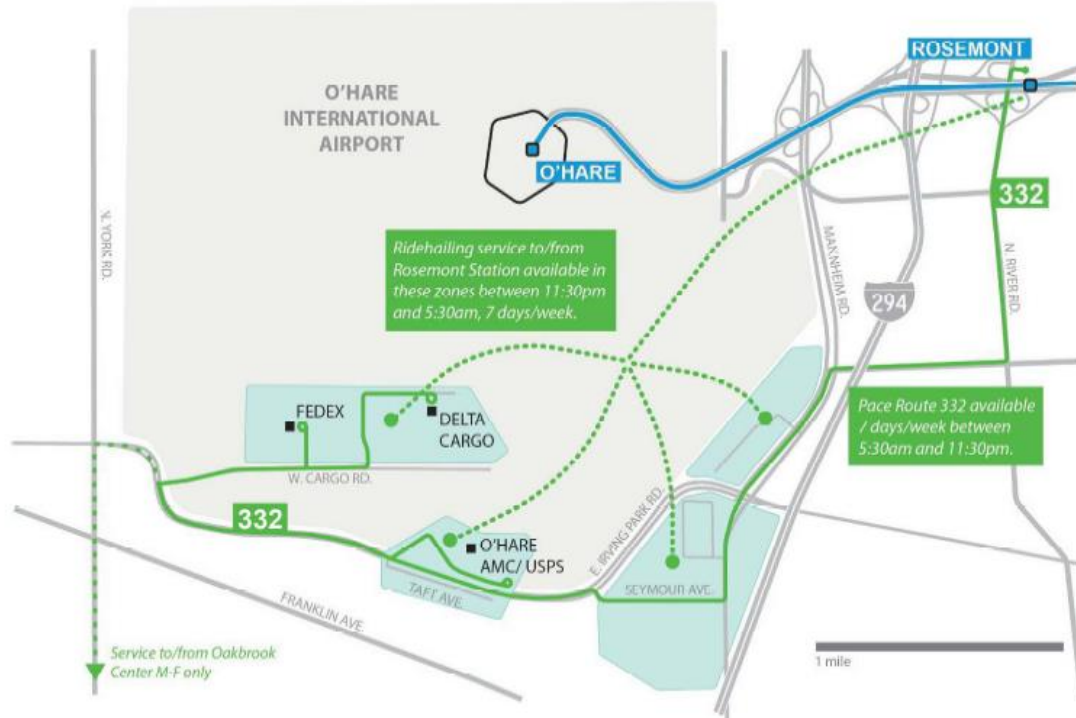 ROSEMONT
O'HARE
INTERNATIONAL
AIRPORT
O'HARE
332
N. YORK RD.
Ridehailing service to/from
Rosemont Station available in
these zones between 11:30pm
and 5:30am, 7 days/week.
MANNHEIM RD.
N. RIVER RD.
294
FEDEX
DELTA
CARGO
Pace Route 332 available
/ days/week between
5:30am and 11:30pm.
W. CARGO RD.
332
E. IRVING PARK RD.
O'HARE
AMC/ USPS
TAFT AVE.
SEYMOUR AVE.
FRANKLIN AVE.
Service to/from Oakbrook
Center M-F only
1 mile